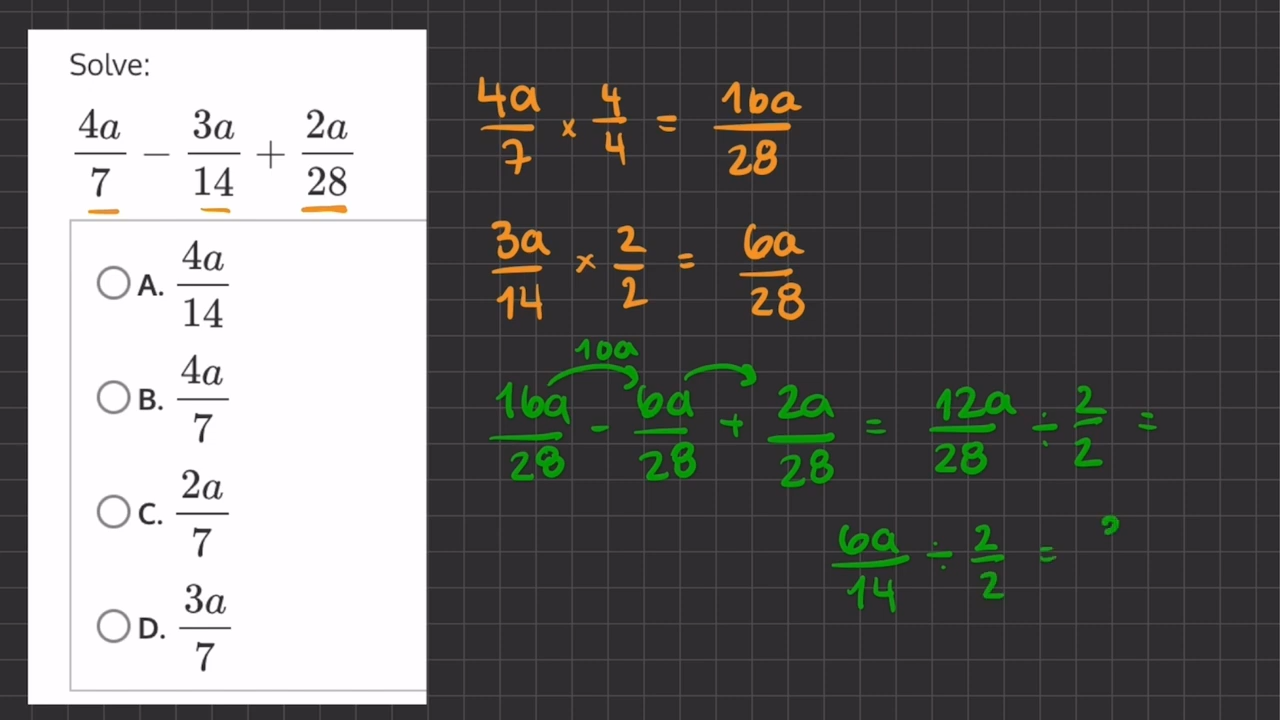 Solve:
4a/7 − 3a/14 + 2a/28
A. 4a/14
B. 4a/7
C. 2a/7
D. 3a/7
4a/7 × 4/4 = 16a/28
3a/14 × 2/2 = 6a/28
10a
16a/28 - 6a/28 + 2a/28 = 12a/28 ÷ 2/2 =
6a/14 ÷ 2/2 =